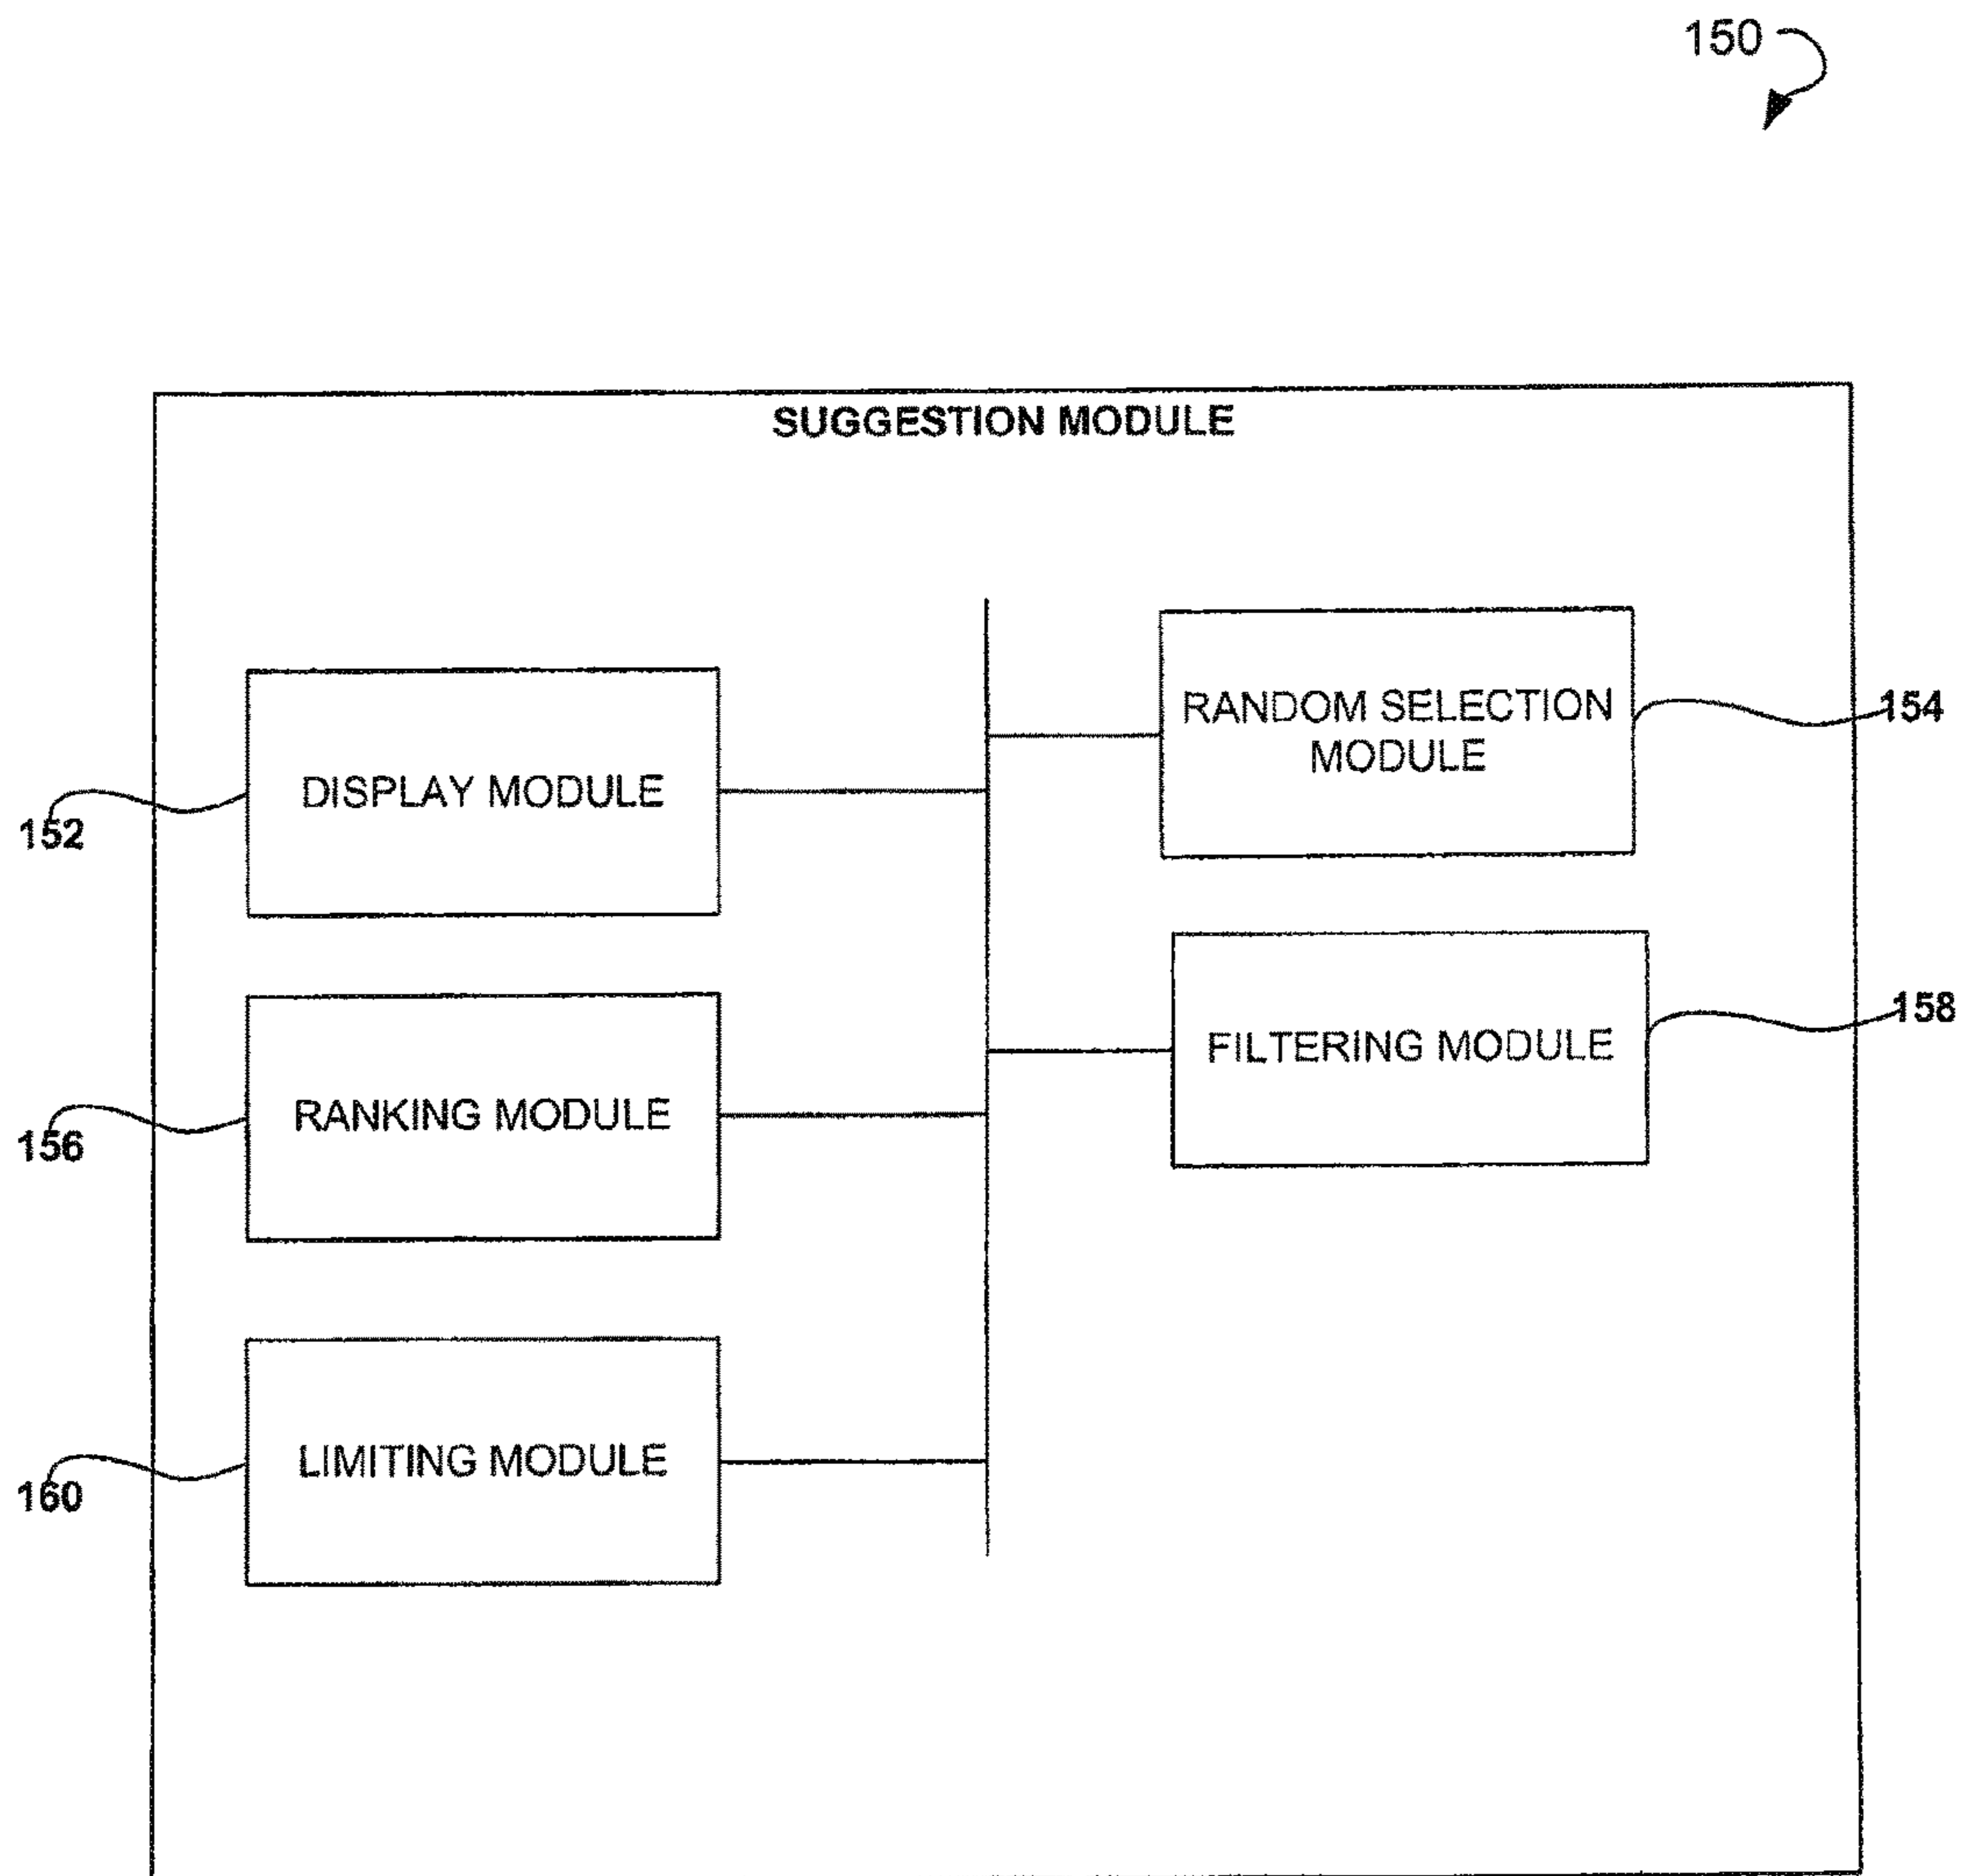 150
SUGGESTION MODULE
RANDOM SELECTION
MODULE
154
DISPLAY MODULE
152
FILTERING MODULE
158
RANKING MODULE
156
LIMITING MODULE
160